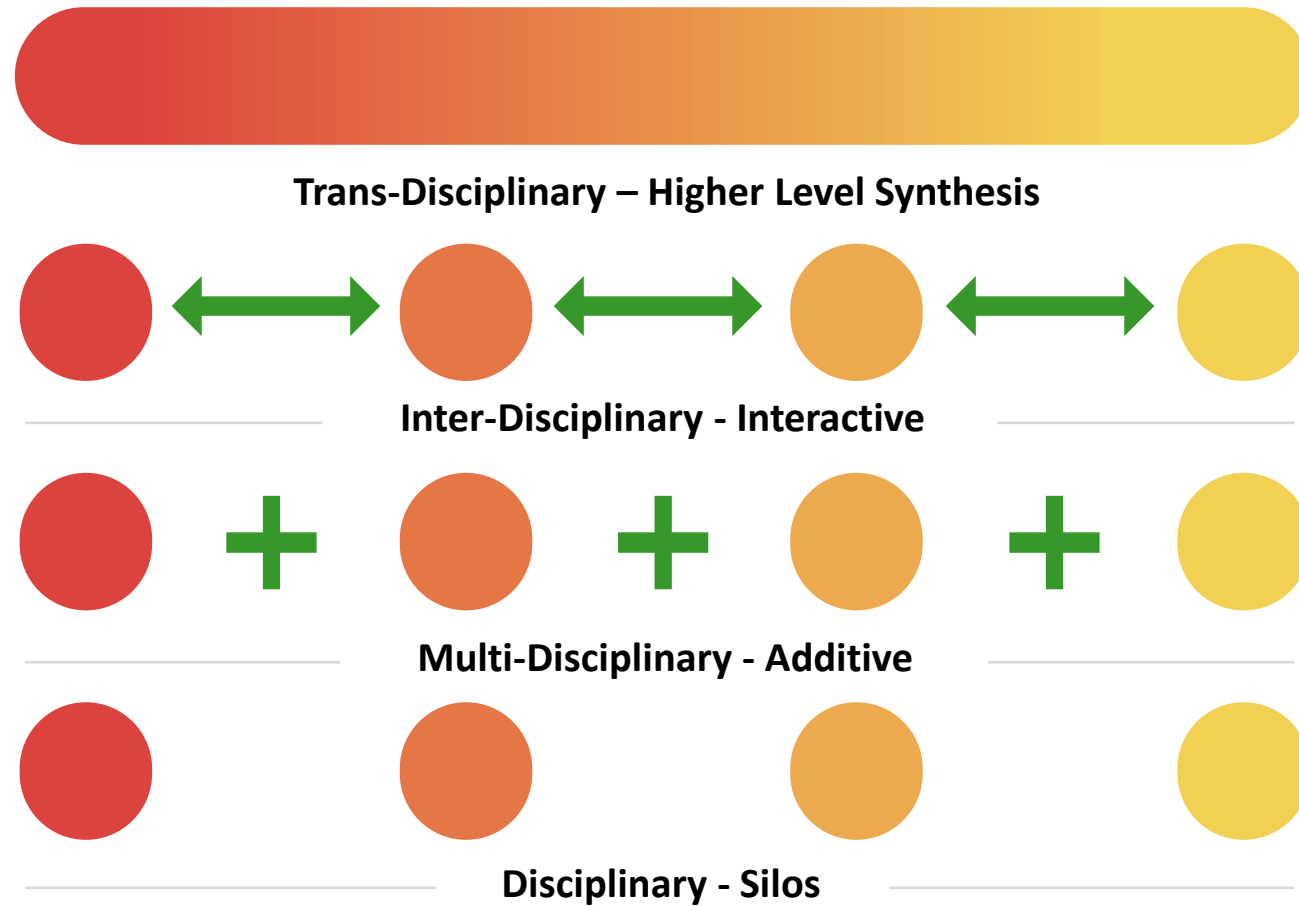 Trans-Disciplinary – Higher Level Synthesis
Inter-Disciplinary - Interactive
Multi-Disciplinary - Additive
Disciplinary - Silos